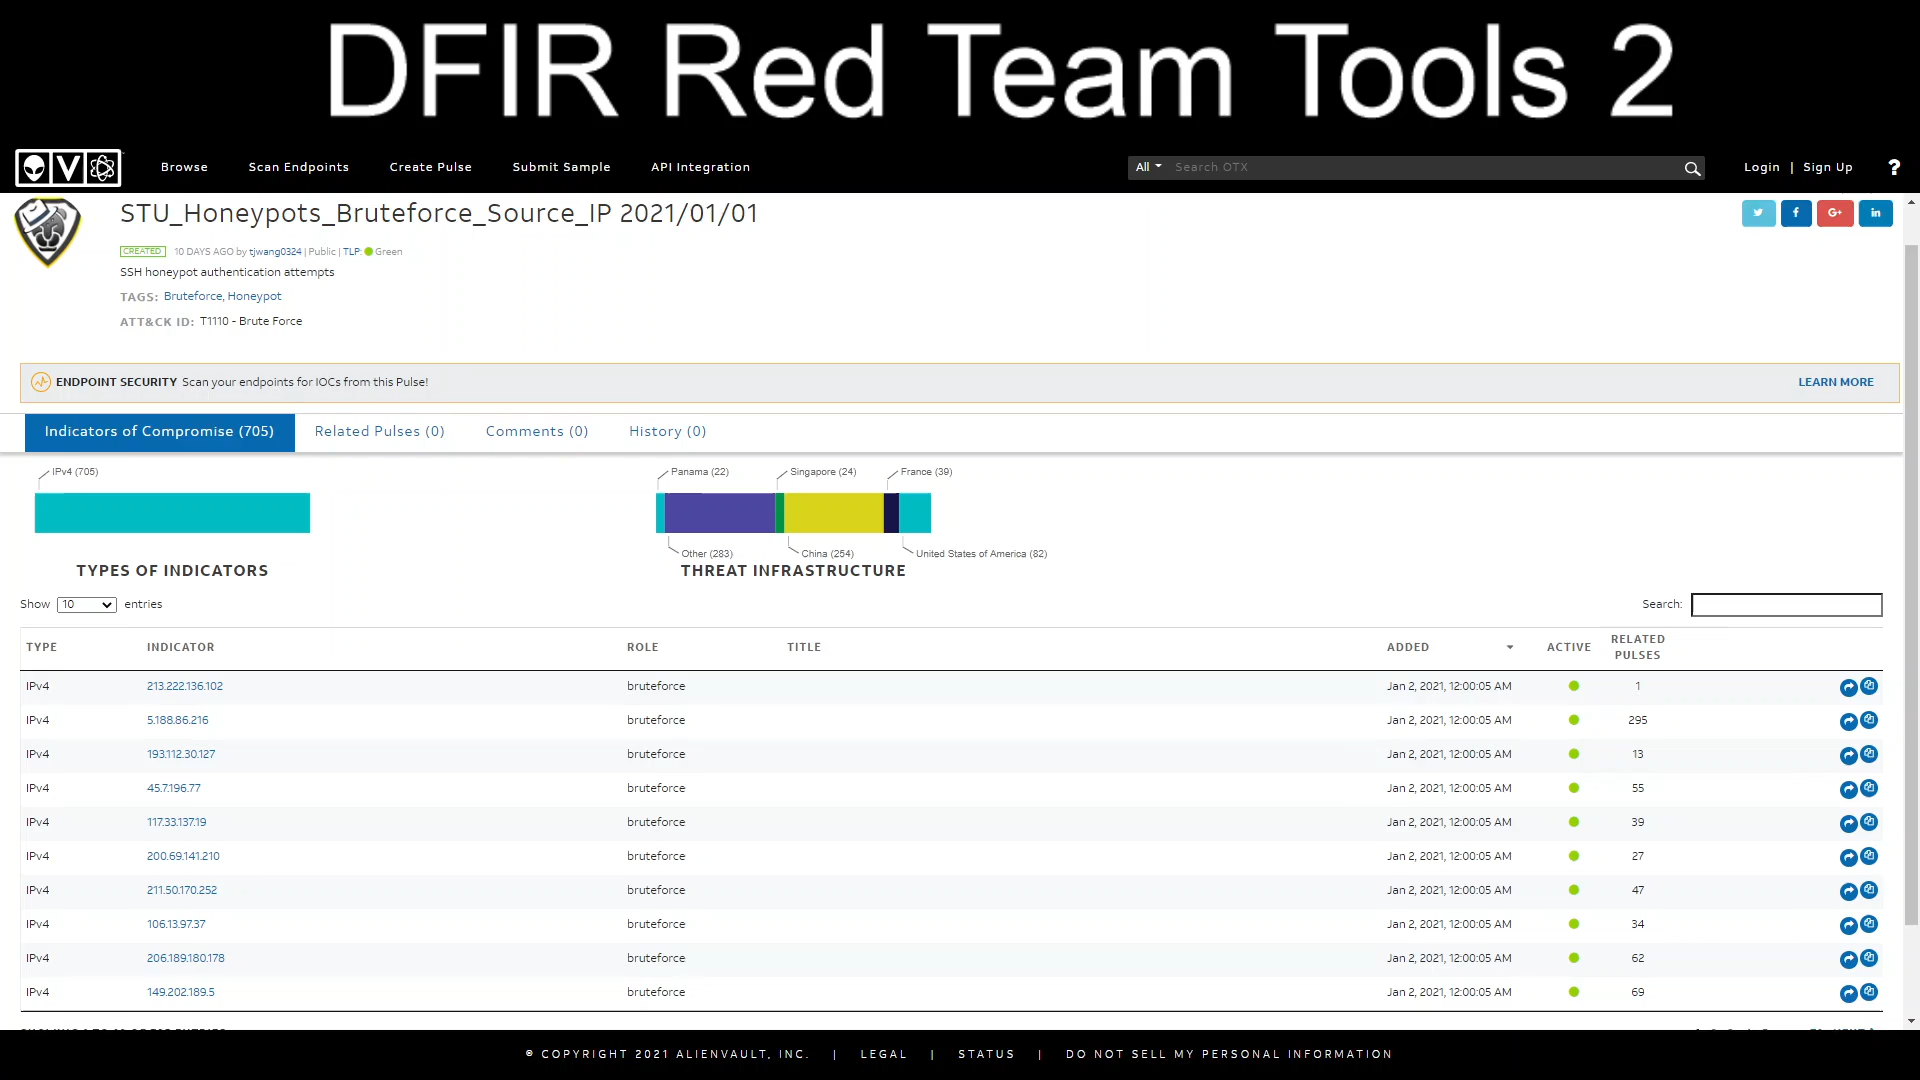 DFIR Red Team Tools 2
Browse Scan Endpoints Create Pulse Submit Sample API Integration All Search OTX Login | Sign Up ?
STU_Honeypots_Bruteforce_Source_IP 2021/01/01
CREATED 10 DAYS AGO by tjwang0324 | Public | TLP: Green
SSH honeypot authentication attempts
TAGS: Bruteforce, Honeypot
ATT&CK ID: T1110 - Brute Force
ENDPOINT SECURITY Scan your endpoints for IOCs from this Pulse! LEARN MORE
Indicators of Compromise (705) Related Pulses (0) Comments (0) History (0)
IPv4 (705) Panama (22) Singapore (24) France (39)
Other (283) China (254) United States of America (82)
TYPES OF INDICATORS THREAT INFRASTRUCTURE
Show 10 entries Search:
TYPE INDICATOR ROLE TITLE ADDED ACTIVE RELATED PULSES
IPv4 213.222.136.102 bruteforce Jan 2, 2021, 12:00:05 AM 1
IPv4 5.188.86.216 bruteforce Jan 2, 2021, 12:00:05 AM 295
IPv4 193.112.30.127 bruteforce Jan 2, 2021, 12:00:05 AM 13
IPv4 45.7.196.77 bruteforce Jan 2, 2021, 12:00:05 AM 55
IPv4 117.33.137.19 bruteforce Jan 2, 2021, 12:00:05 AM 39
IPv4 200.69.141.210 bruteforce Jan 2, 2021, 12:00:05 AM 27
IPv4 211.50.170.252 bruteforce Jan 2, 2021, 12:00:05 AM 47
IPv4 106.13.97.37 bruteforce Jan 2, 2021, 12:00:05 AM 34
IPv4 206.189.180.178 bruteforce Jan 2, 2021, 12:00:05 AM 62
IPv4 149.202.189.5 bruteforce Jan 2, 2021, 12:00:05 AM 69
© COPYRIGHT 2021 ALIENVAULT, INC. | LEGAL | STATUS | DO NOT SELL MY PERSONAL INFORMATION